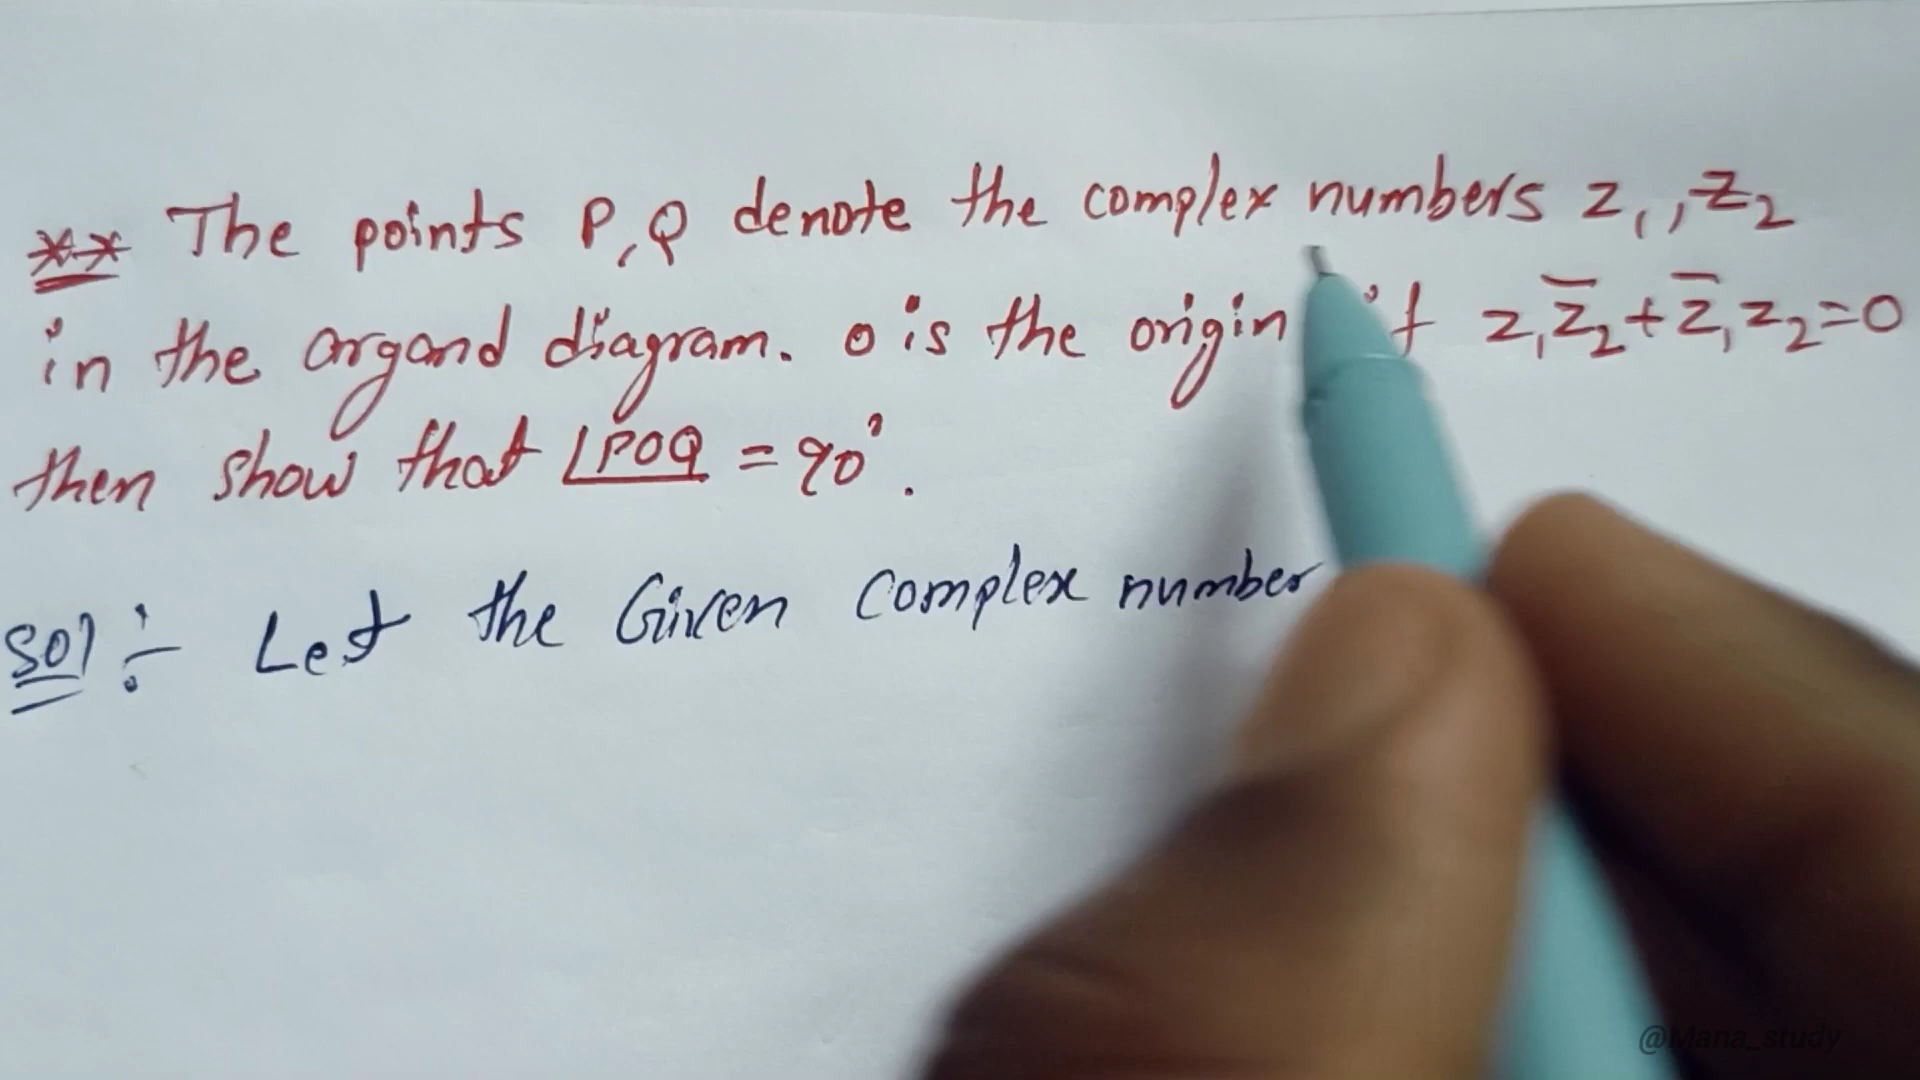 ** The points P,Q denote the complex numbers z₁,z₂
in the argand diagram. O is the origin if z₁z̅₂+z̅₁z₂=0
then show that ∠POQ = 90°.
Sol :- Let the Given Complex number
@Mana_study